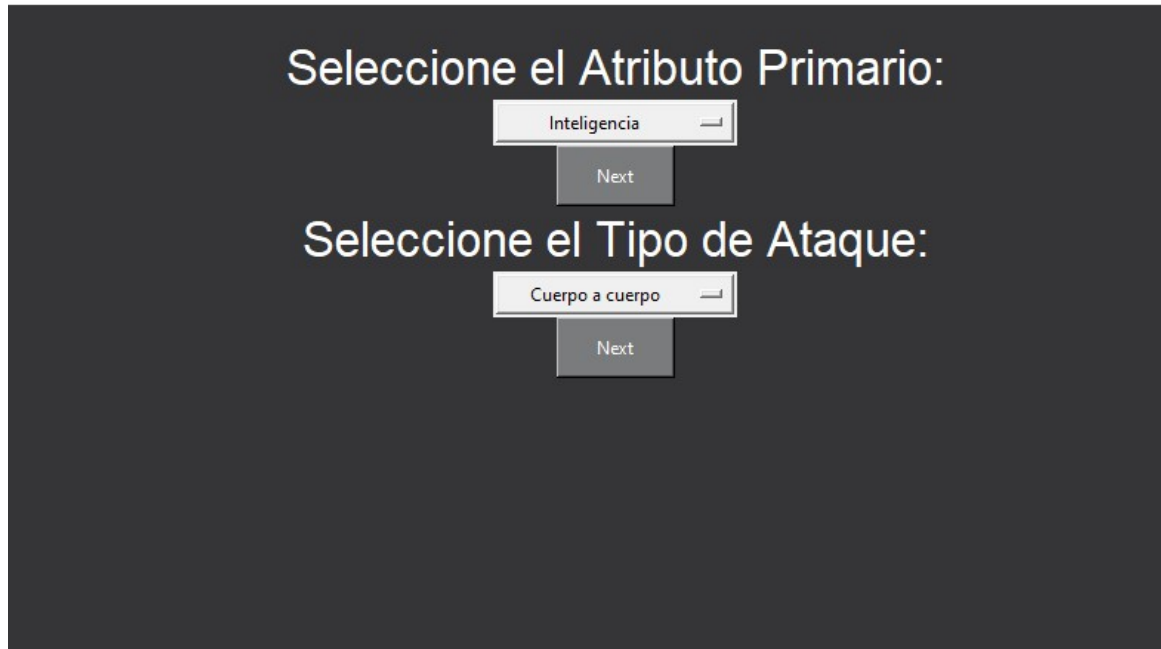 Seleccione el Atributo Primario:
Inteligencia
Next
Seleccione el Tipo de Ataque:
Cuerpo a cuerpo
Next